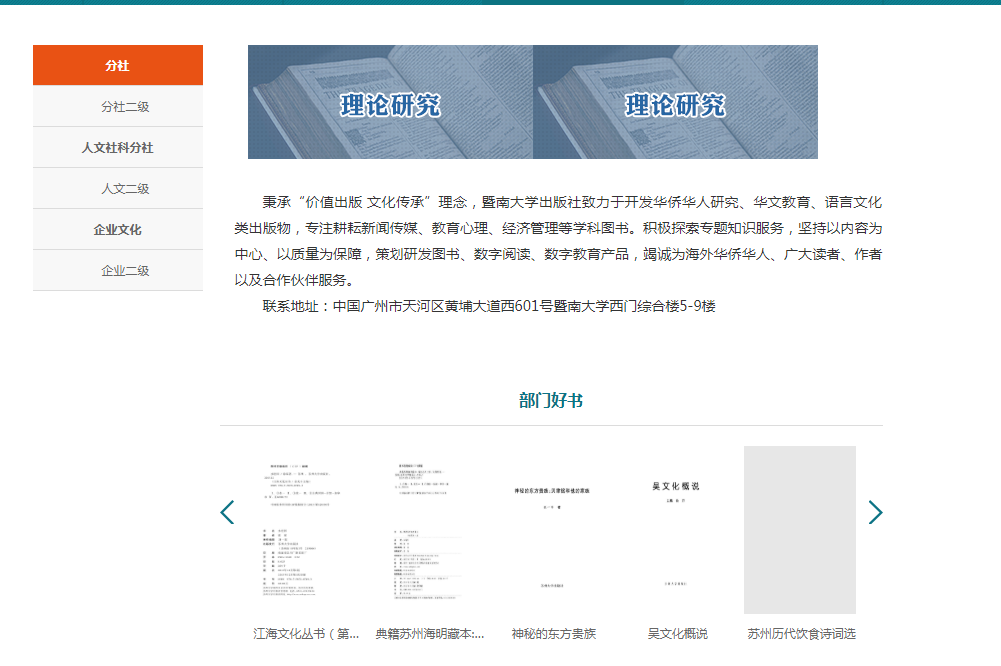 分社
分社二级
人文社科分社
人文二级
企业文化
企业二级
理论研究
理论研究
秉承“价值出版 文化传承”理念，暨南大学出版社致力于开发华侨华人研究、华文教育、语言文化
类出版物，专注耕耘新闻传媒、教育心理、经济管理等学科图书。积极探索专题知识服务，坚持以内容为
中心、以质量为保障，策划研发图书、数字阅读、数字教育产品，竭诚为海外华侨华人、广大读者、作者
以及合作伙伴服务。
联系地址：中国广州市天河区黄埔大道西601号暨南大学西门综合楼5-9楼
部门好书
吴文化概说
江海文化丛书（第...
典籍苏州海明藏本:...
神秘的东方贵族
吴文化概说
苏州历代饮食诗词选